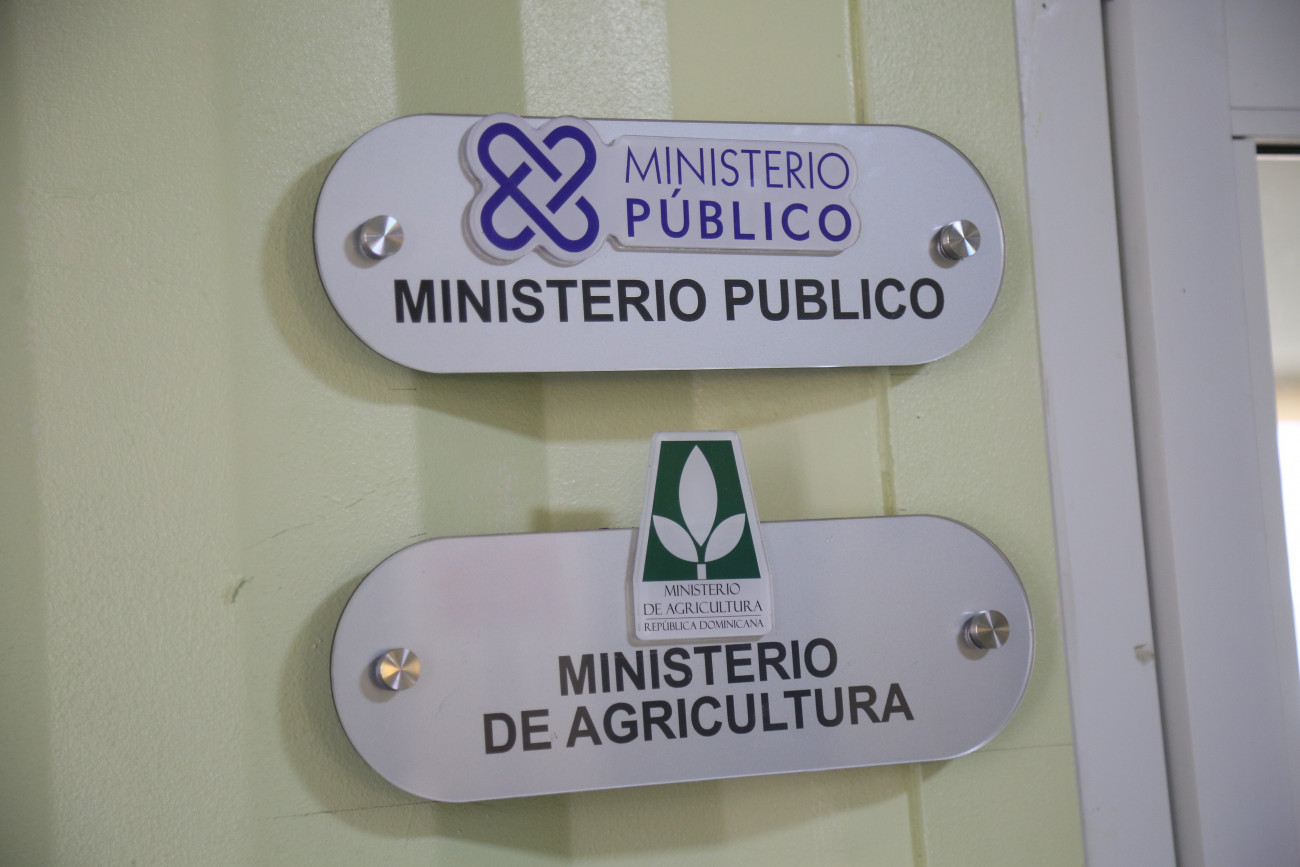 MINISTERIO
PÚBLICO
MINISTERIO PUBLICO
MINISTERIO
DE AGRICULTURA
REPÚBLICA DOMINICANA
MINISTERIO
DE AGRICULTURA